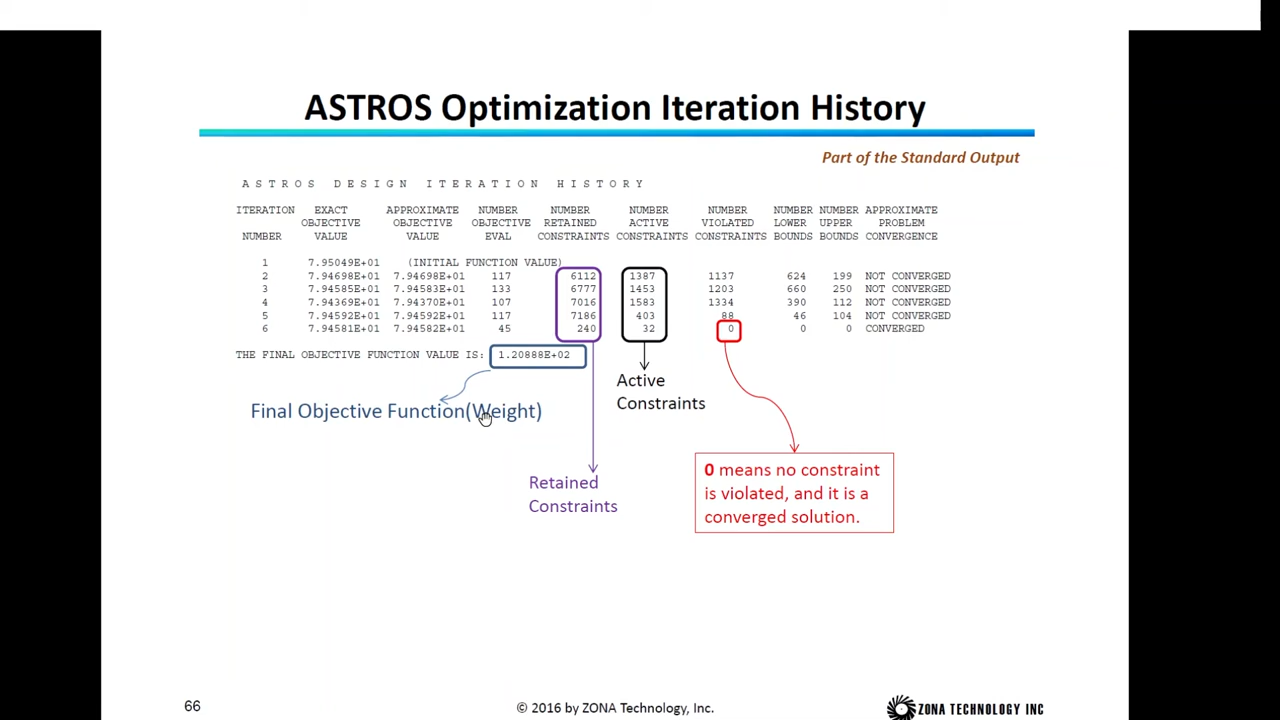 ASTROS Optimization Iteration History
Part of the Standard Output
A S T R O S   D E S I G N   I T E R A T I O N   H I S T O R Y
ITERATION EXACT APPROXIMATE NUMBER NUMBER NUMBER NUMBER NUMBER NUMBER APPROXIMATE
OBJECTIVE OBJECTIVE OBJECTIVE RETAINED ACTIVE VIOLATED LOWER UPPER PROBLEM
NUMBER VALUE VALUE EVAL CONSTRAINTS CONSTRAINTS CONSTRAINTS BOUNDS BOUNDS CONVERGENCE
1 7.95049E+01 (INITIAL FUNCTION VALUE)
2 7.94698E+01 7.94698E+01 117 6112 1387 1137 624 199 NOT CONVERGED
3 7.94585E+01 7.94583E+01 133 6777 1453 1203 660 250 NOT CONVERGED
4 7.94369E+01 7.94370E+01 107 7016 1583 1334 390 112 NOT CONVERGED
5 7.94592E+01 7.94592E+01 117 7186 403 88 46 104 NOT CONVERGED
6 7.94581E+01 7.94582E+01 45 240 32 0 0 0 CONVERGED
THE FINAL OBJECTIVE FUNCTION VALUE IS: 1.20888E+02
Active
Constraints
Final Objective Function(Weight)
Retained
Constraints
0 means no constraint
is violated, and it is a
converged solution.
66
© 2016 by ZONA Technology, Inc.
ZONA TECHNOLOGY INC